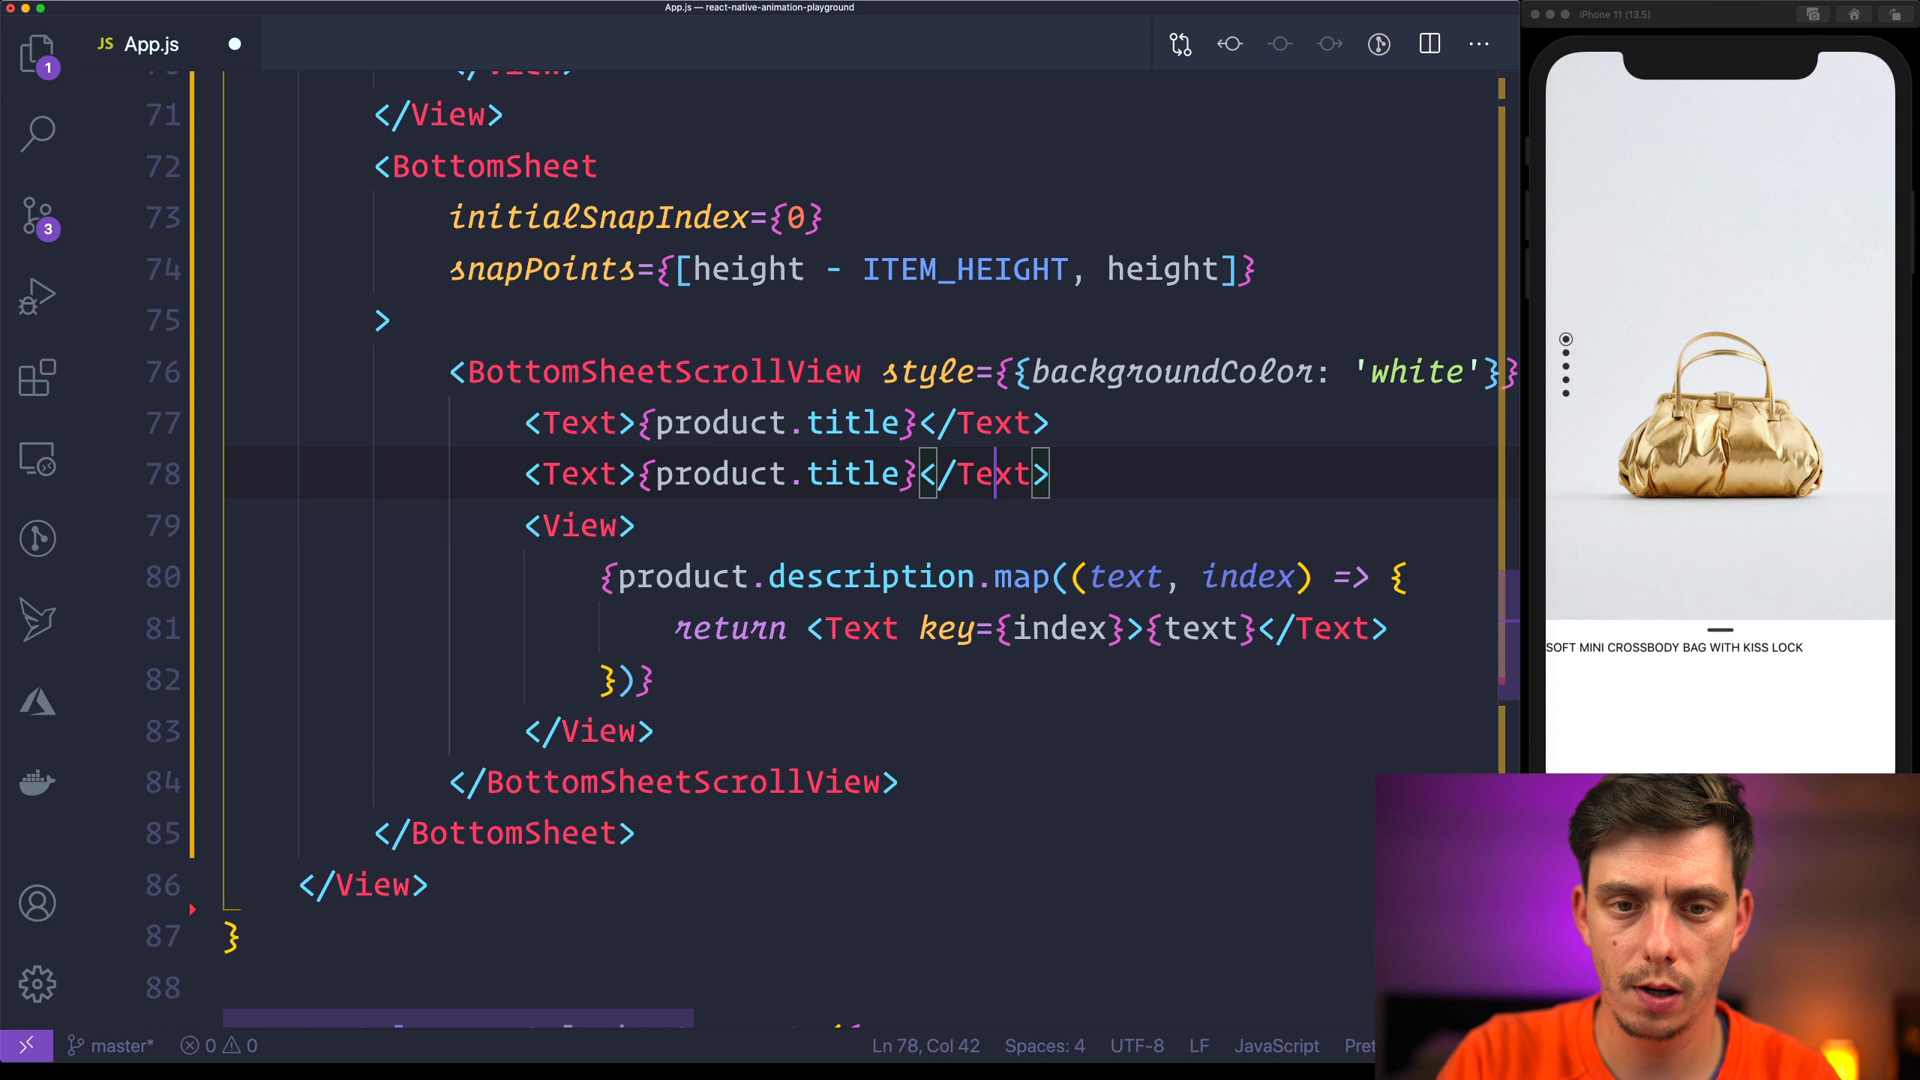 App.js — react-native-animation-playground
iPhone 11 (13.5)
JS App.js
1
3
71 </View>
72 <BottomSheet
73 initialSnapIndex={0}
74 snapPoints={[height - ITEM_HEIGHT, height]}
75 >
76 <BottomSheetScrollView style={{backgroundColor: 'white'}}
77 <Text>{product.title}</Text>
78 <Text>{product.title}</Text>
79 <View>
80 {product.description.map((text, index) => {
81 return <Text key={index}>{text}</Text>
82 })}
83 </View>
84 </BottomSheetScrollView>
85 </BottomSheet>
86 </View>
87 }
88
SOFT MINI CROSSBODY BAG WITH KISS LOCK
master* 0 0 Ln 78, Col 42 Spaces: 4 UTF-8 LF JavaScript